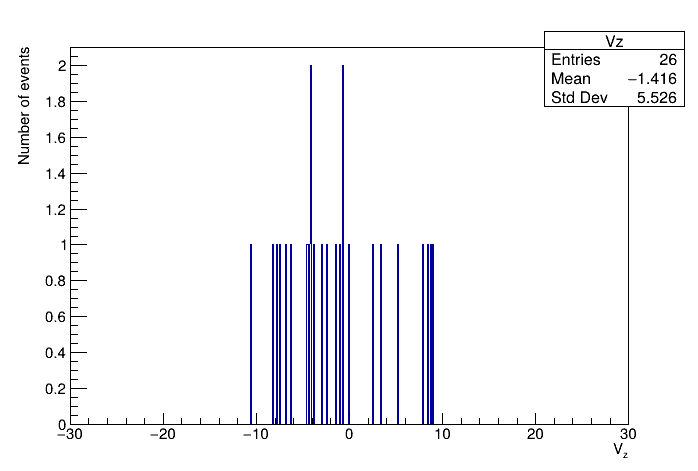 Vz
Entries 26
Mean −1.416
Std Dev 5.526
Number of events
2
1.8
1.6
1.4
1.2
1
0.8
0.6
0.4
0.2
0
−30 −20 −10 0 10 20 30
Vz